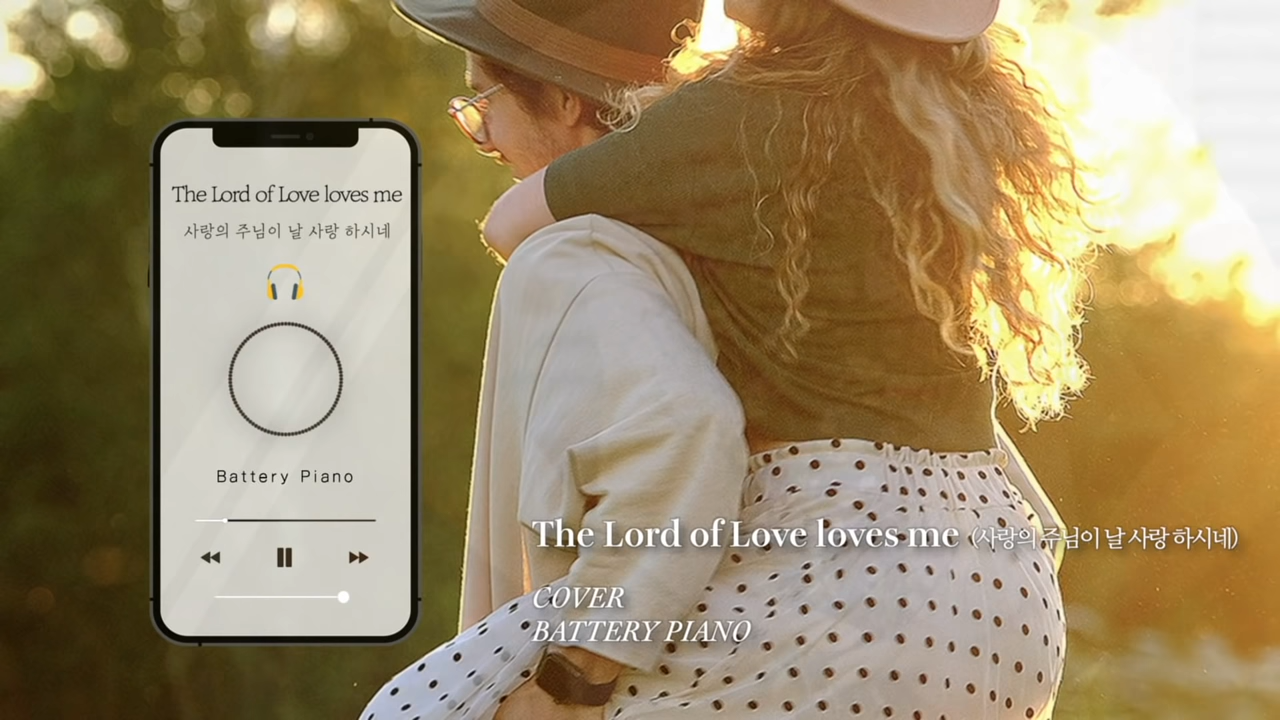 The Lord of Love loves me
사랑의 주님이 날 사랑 하시네
Battery Piano
The Lord of Love loves me (사랑의 주님이 날 사랑 하시네)
COVER
BATTERY PIANO